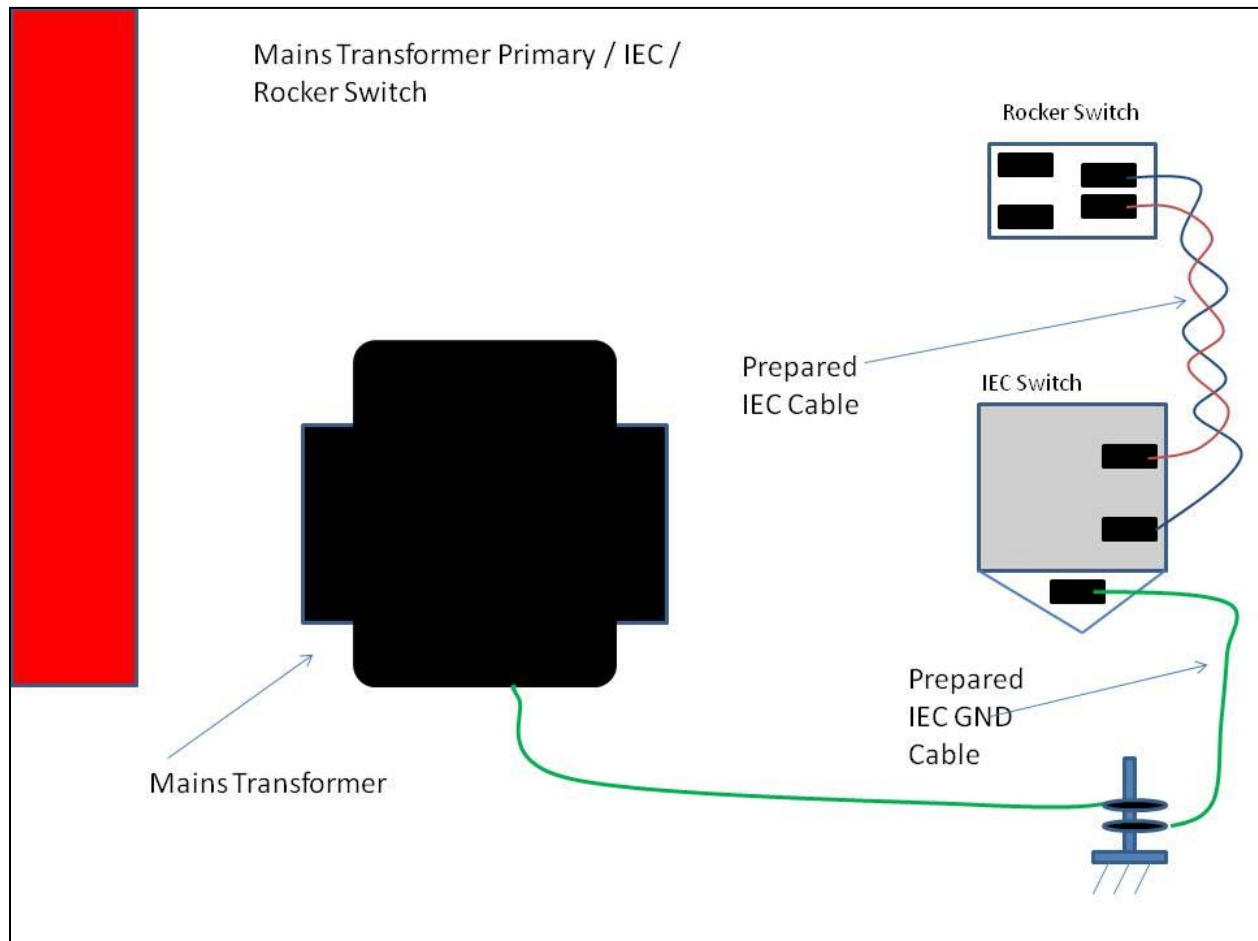 Mains Transformer Primary / IEC /
Rocker Switch
Rocker Switch
Prepared
IEC Cable
IEC Switch
Prepared
IEC GND
Cable
Mains Transformer